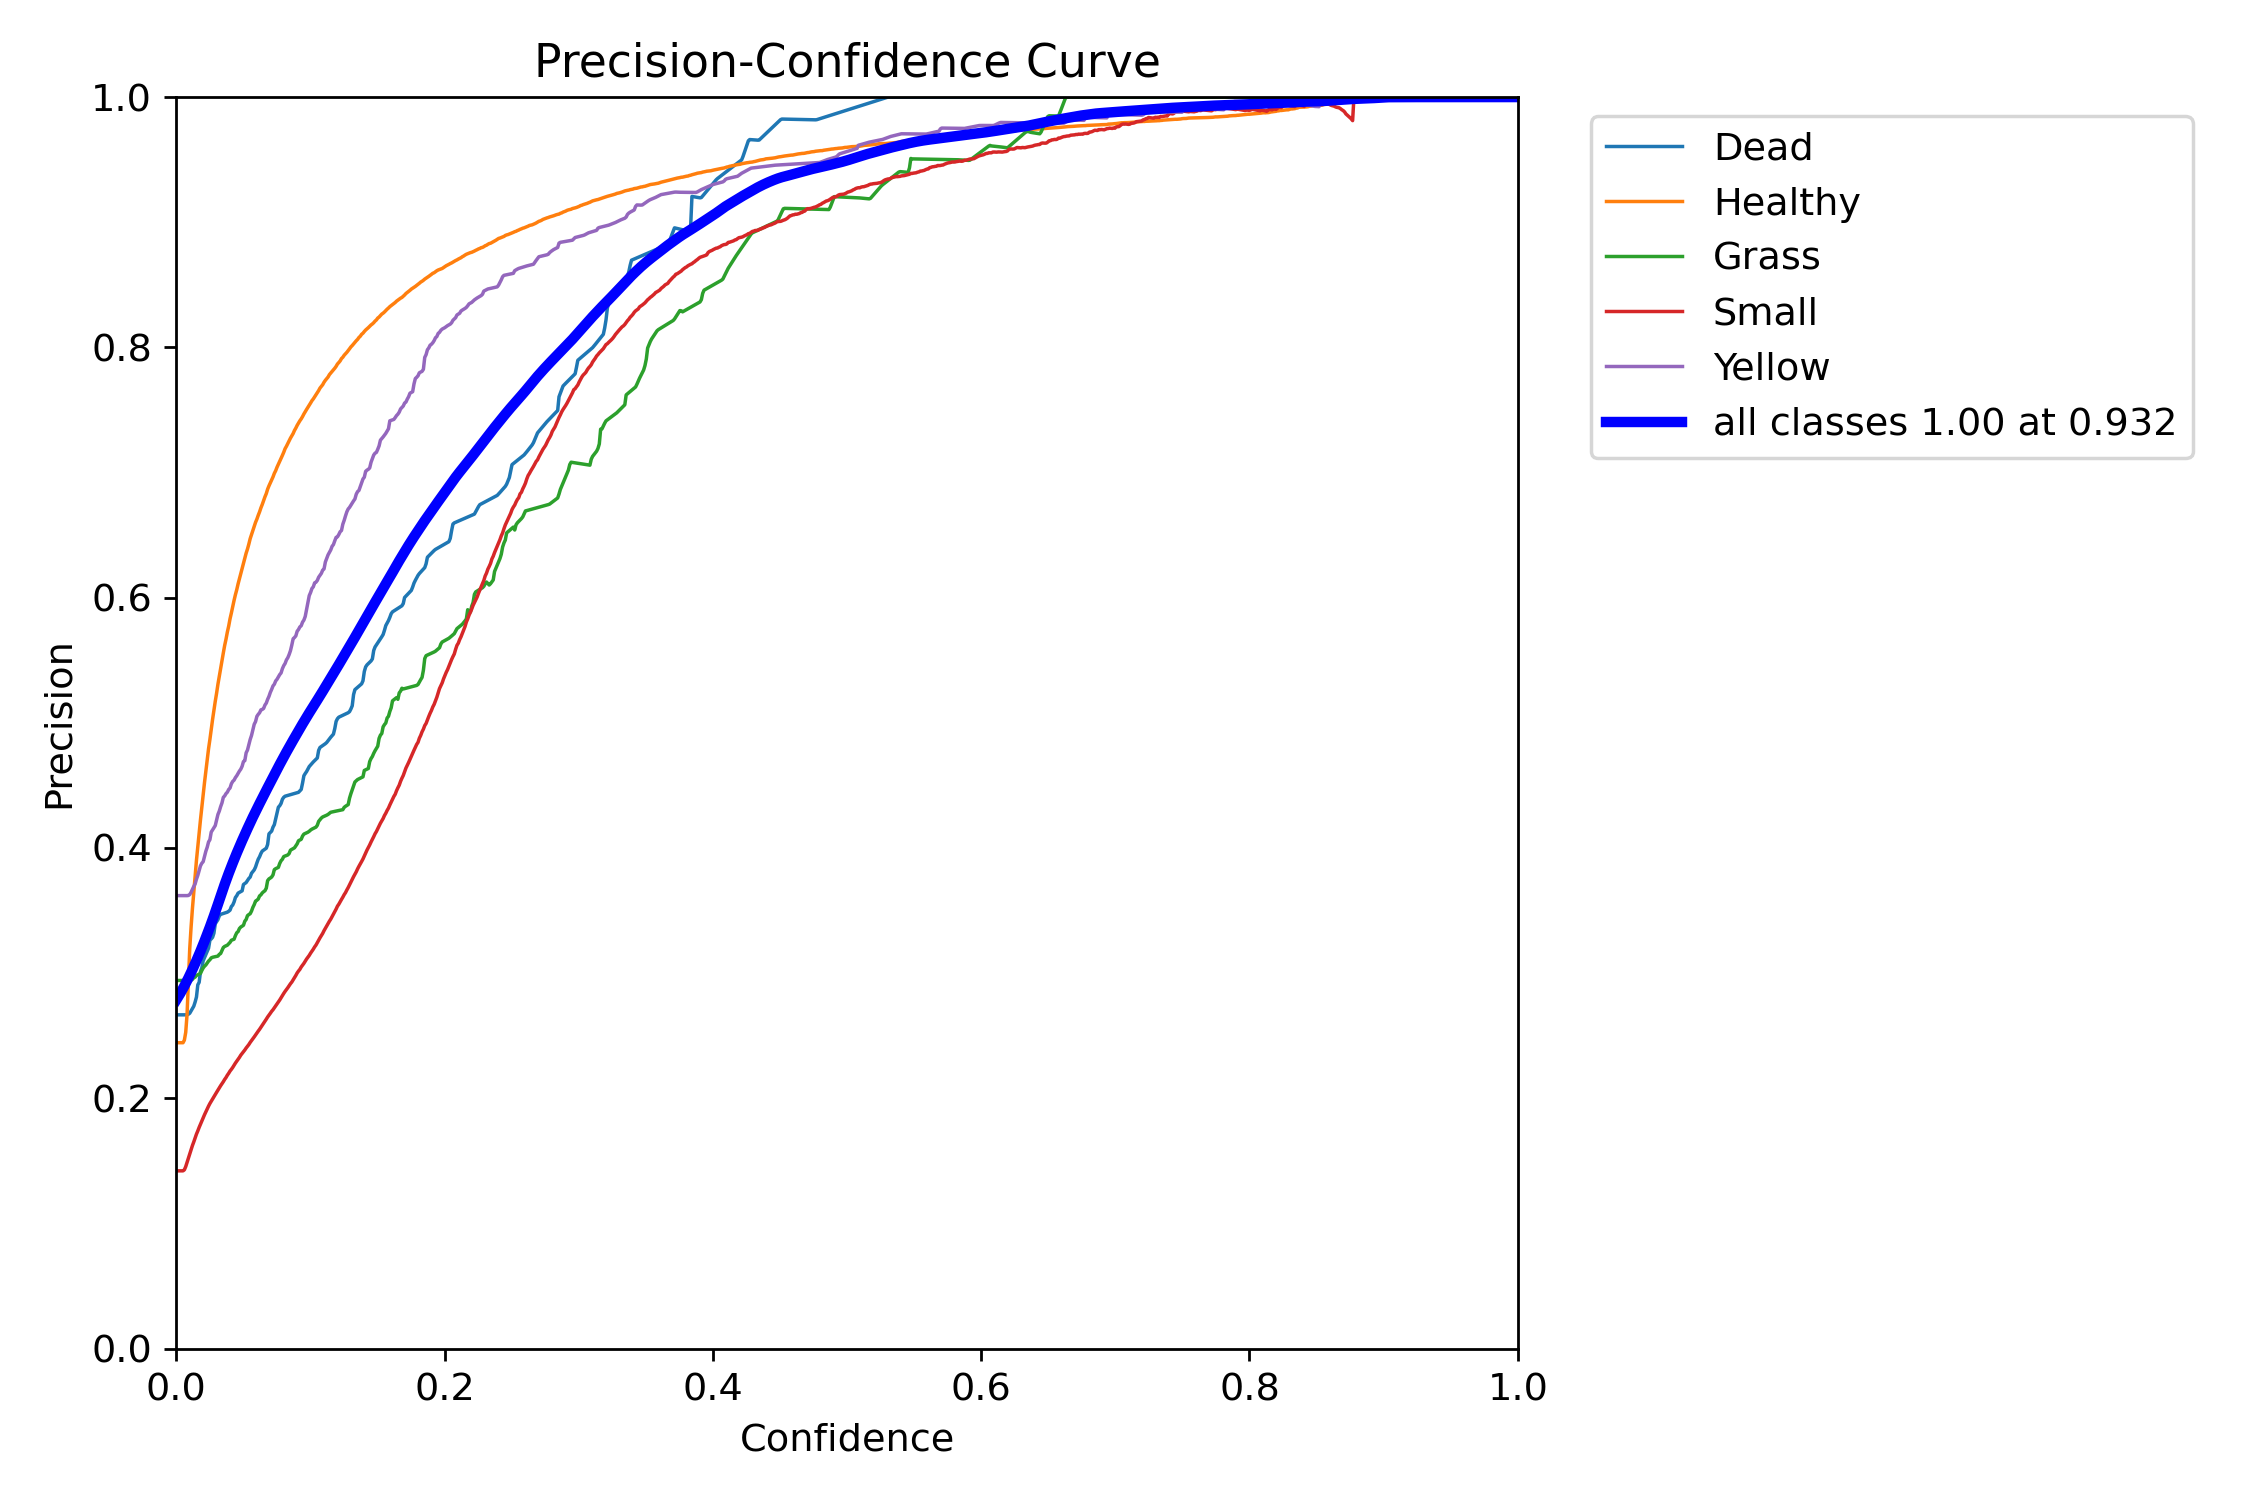 Precision-Confidence Curve
1.0
0.8
0.6
0.4
0.2
0.0
Precision
0.0 0.2 0.4 0.6 0.8 1.0
Confidence
Dead
Healthy
Grass
Small
Yellow
all classes 1.00 at 0.932